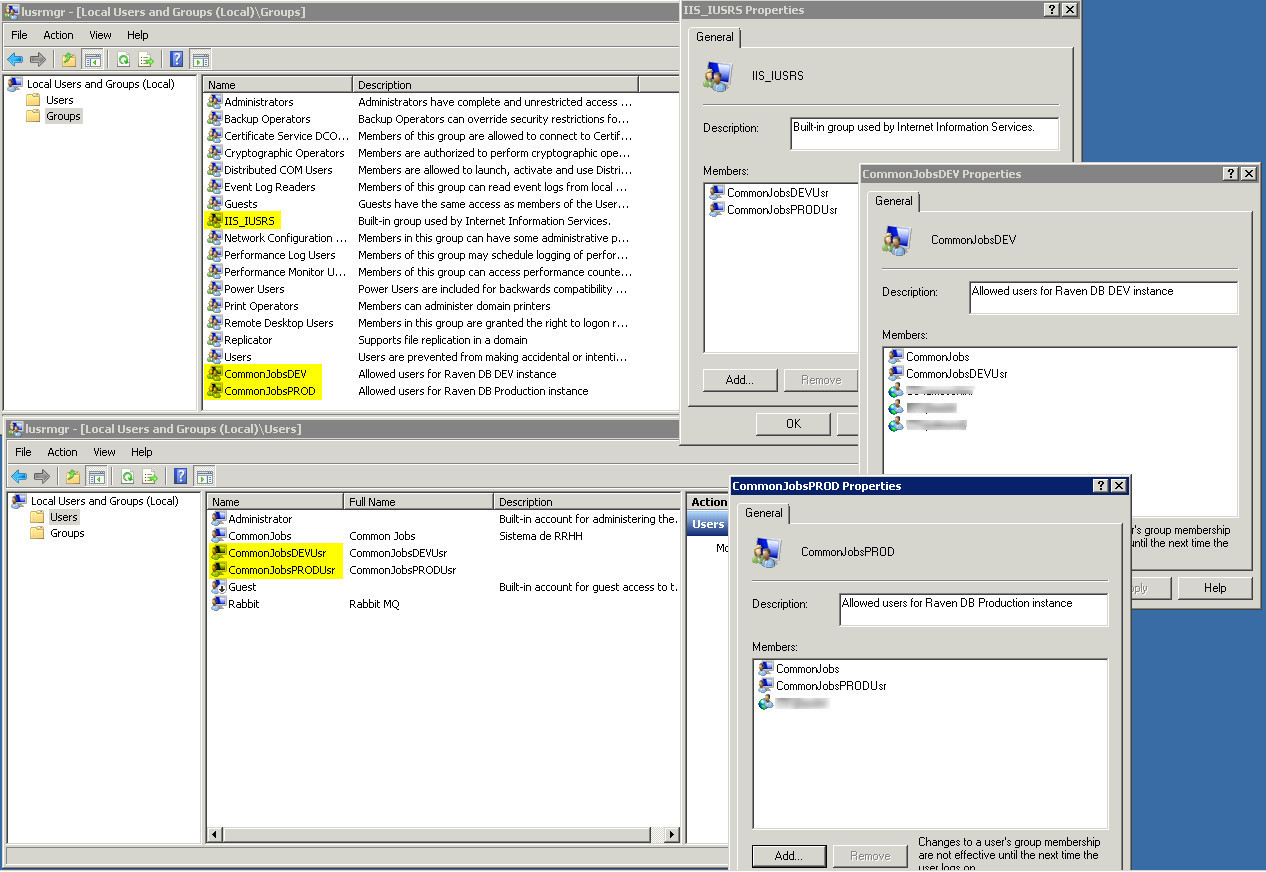 lusrmgr - [Local Users and Groups (Local)\Groups]
File Action View Help
Local Users and Groups (Local)
Users
Groups
Name Description
Administrators Administrators have complete and unrestricted access ...
Backup Operators Backup Operators can override security restrictions fo...
Certificate Service DCO... Members of this group are allowed to connect to Certif...
Cryptographic Operators Members are authorized to perform cryptographic ope...
Distributed COM Users Members are allowed to launch, activate and use Distri...
Event Log Readers Members of this group can read event logs from local ...
Guests Guests have the same access as members of the User...
IIS_IUSRS Built-in group used by Internet Information Services.
Network Configuration ... Members in this group can have some administrative p...
Performance Log Users Members of this group may schedule logging of perfor...
Performance Monitor U... Members of this group can access performance counte...
Power Users Power Users are included for backwards compatibility ...
Print Operators Members can administer domain printers
Remote Desktop Users Members in this group are granted the right to logon r...
Replicator Supports file replication in a domain
Users Users are prevented from making accidental or intenti...
CommonJobsDEV Allowed users for Raven DB DEV instance
CommonJobsPROD Allowed users for Raven DB Production instance
IIS_IUSRS Properties
General
IIS_IUSRS
Description: Built-in group used by Internet Information Services.
Members:
CommonJobsDEVUsr
CommonJobsPRODUsr
Add... Remove
OK
CommonJobsDEV Properties
General
CommonJobsDEV
Description: Allowed users for Raven DB DEV instance
Members:
CommonJobs
CommonJobsDEVUsr
's group membership
until the next time the
Help
lusrmgr - [Local Users and Groups (Local)\Users]
File Action View Help
Local Users and Groups (Local)
Users
Groups
Name Full Name Description
Administrator Built-in account for administering the.
CommonJobs Common Jobs Sistema de RRHH
CommonJobsDEVUsr CommonJobsDEVUsr
CommonJobsPRODUsr CommonJobsPRODUsr
Guest Built-in account for guest access to t.
Rabbit Rabbit MQ
Action
Users
Mo
CommonJobsPROD Properties
General
CommonJobsPROD
Description: Allowed users for Raven DB Production instance
Members:
CommonJobs
CommonJobsPRODUsr
Add... Remove
Changes to a user's group membership
are not effective until the next time the
user logs on.